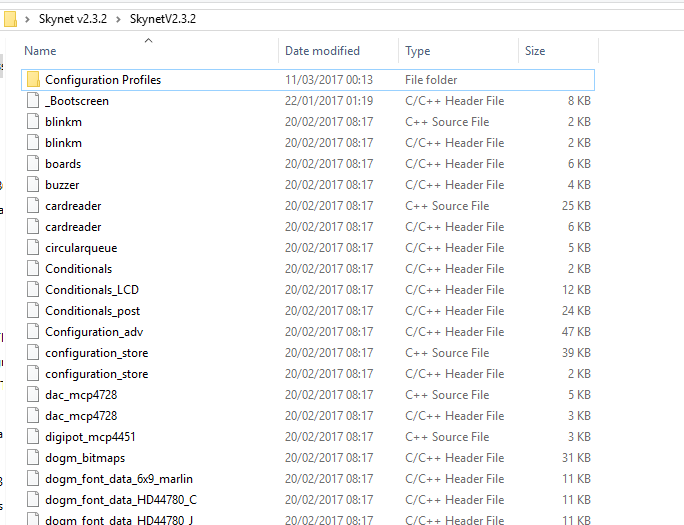 Skynet v2.3.2 > SkynetV2.3.2
Name Date modified Type Size
Configuration Profiles 11/03/2017 00:13 File folder
_Bootscreen 22/01/2017 01:19 C/C++ Header File 8 KB
blinkm 20/02/2017 08:17 C++ Source File 2 KB
blinkm 20/02/2017 08:17 C/C++ Header File 2 KB
boards 20/02/2017 08:17 C/C++ Header File 6 KB
buzzer 20/02/2017 08:17 C/C++ Header File 4 KB
cardreader 20/02/2017 08:17 C++ Source File 25 KB
cardreader 20/02/2017 08:17 C/C++ Header File 6 KB
circularqueue 20/02/2017 08:17 C/C++ Header File 5 KB
Conditionals 20/02/2017 08:17 C/C++ Header File 2 KB
Conditionals_LCD 20/02/2017 08:17 C/C++ Header File 12 KB
Conditionals_post 20/02/2017 08:17 C/C++ Header File 24 KB
Configuration_adv 20/02/2017 08:17 C/C++ Header File 47 KB
configuration_store 20/02/2017 08:17 C++ Source File 39 KB
configuration_store 20/02/2017 08:17 C/C++ Header File 2 KB
dac_mcp4728 20/02/2017 08:17 C++ Source File 5 KB
dac_mcp4728 20/02/2017 08:17 C/C++ Header File 3 KB
digipot_mcp4451 20/02/2017 08:17 C++ Source File 3 KB
dogm_bitmaps 20/02/2017 08:17 C/C++ Header File 31 KB
dogm_font_data_6x9_marlin 20/02/2017 08:17 C/C++ Header File 11 KB
dogm_font_data_HD44780_C 20/02/2017 08:17 C/C++ Header File 11 KB
dogm_font_data_HD44780_J 20/02/2017 08:17 C/C++ Header File 11 KB